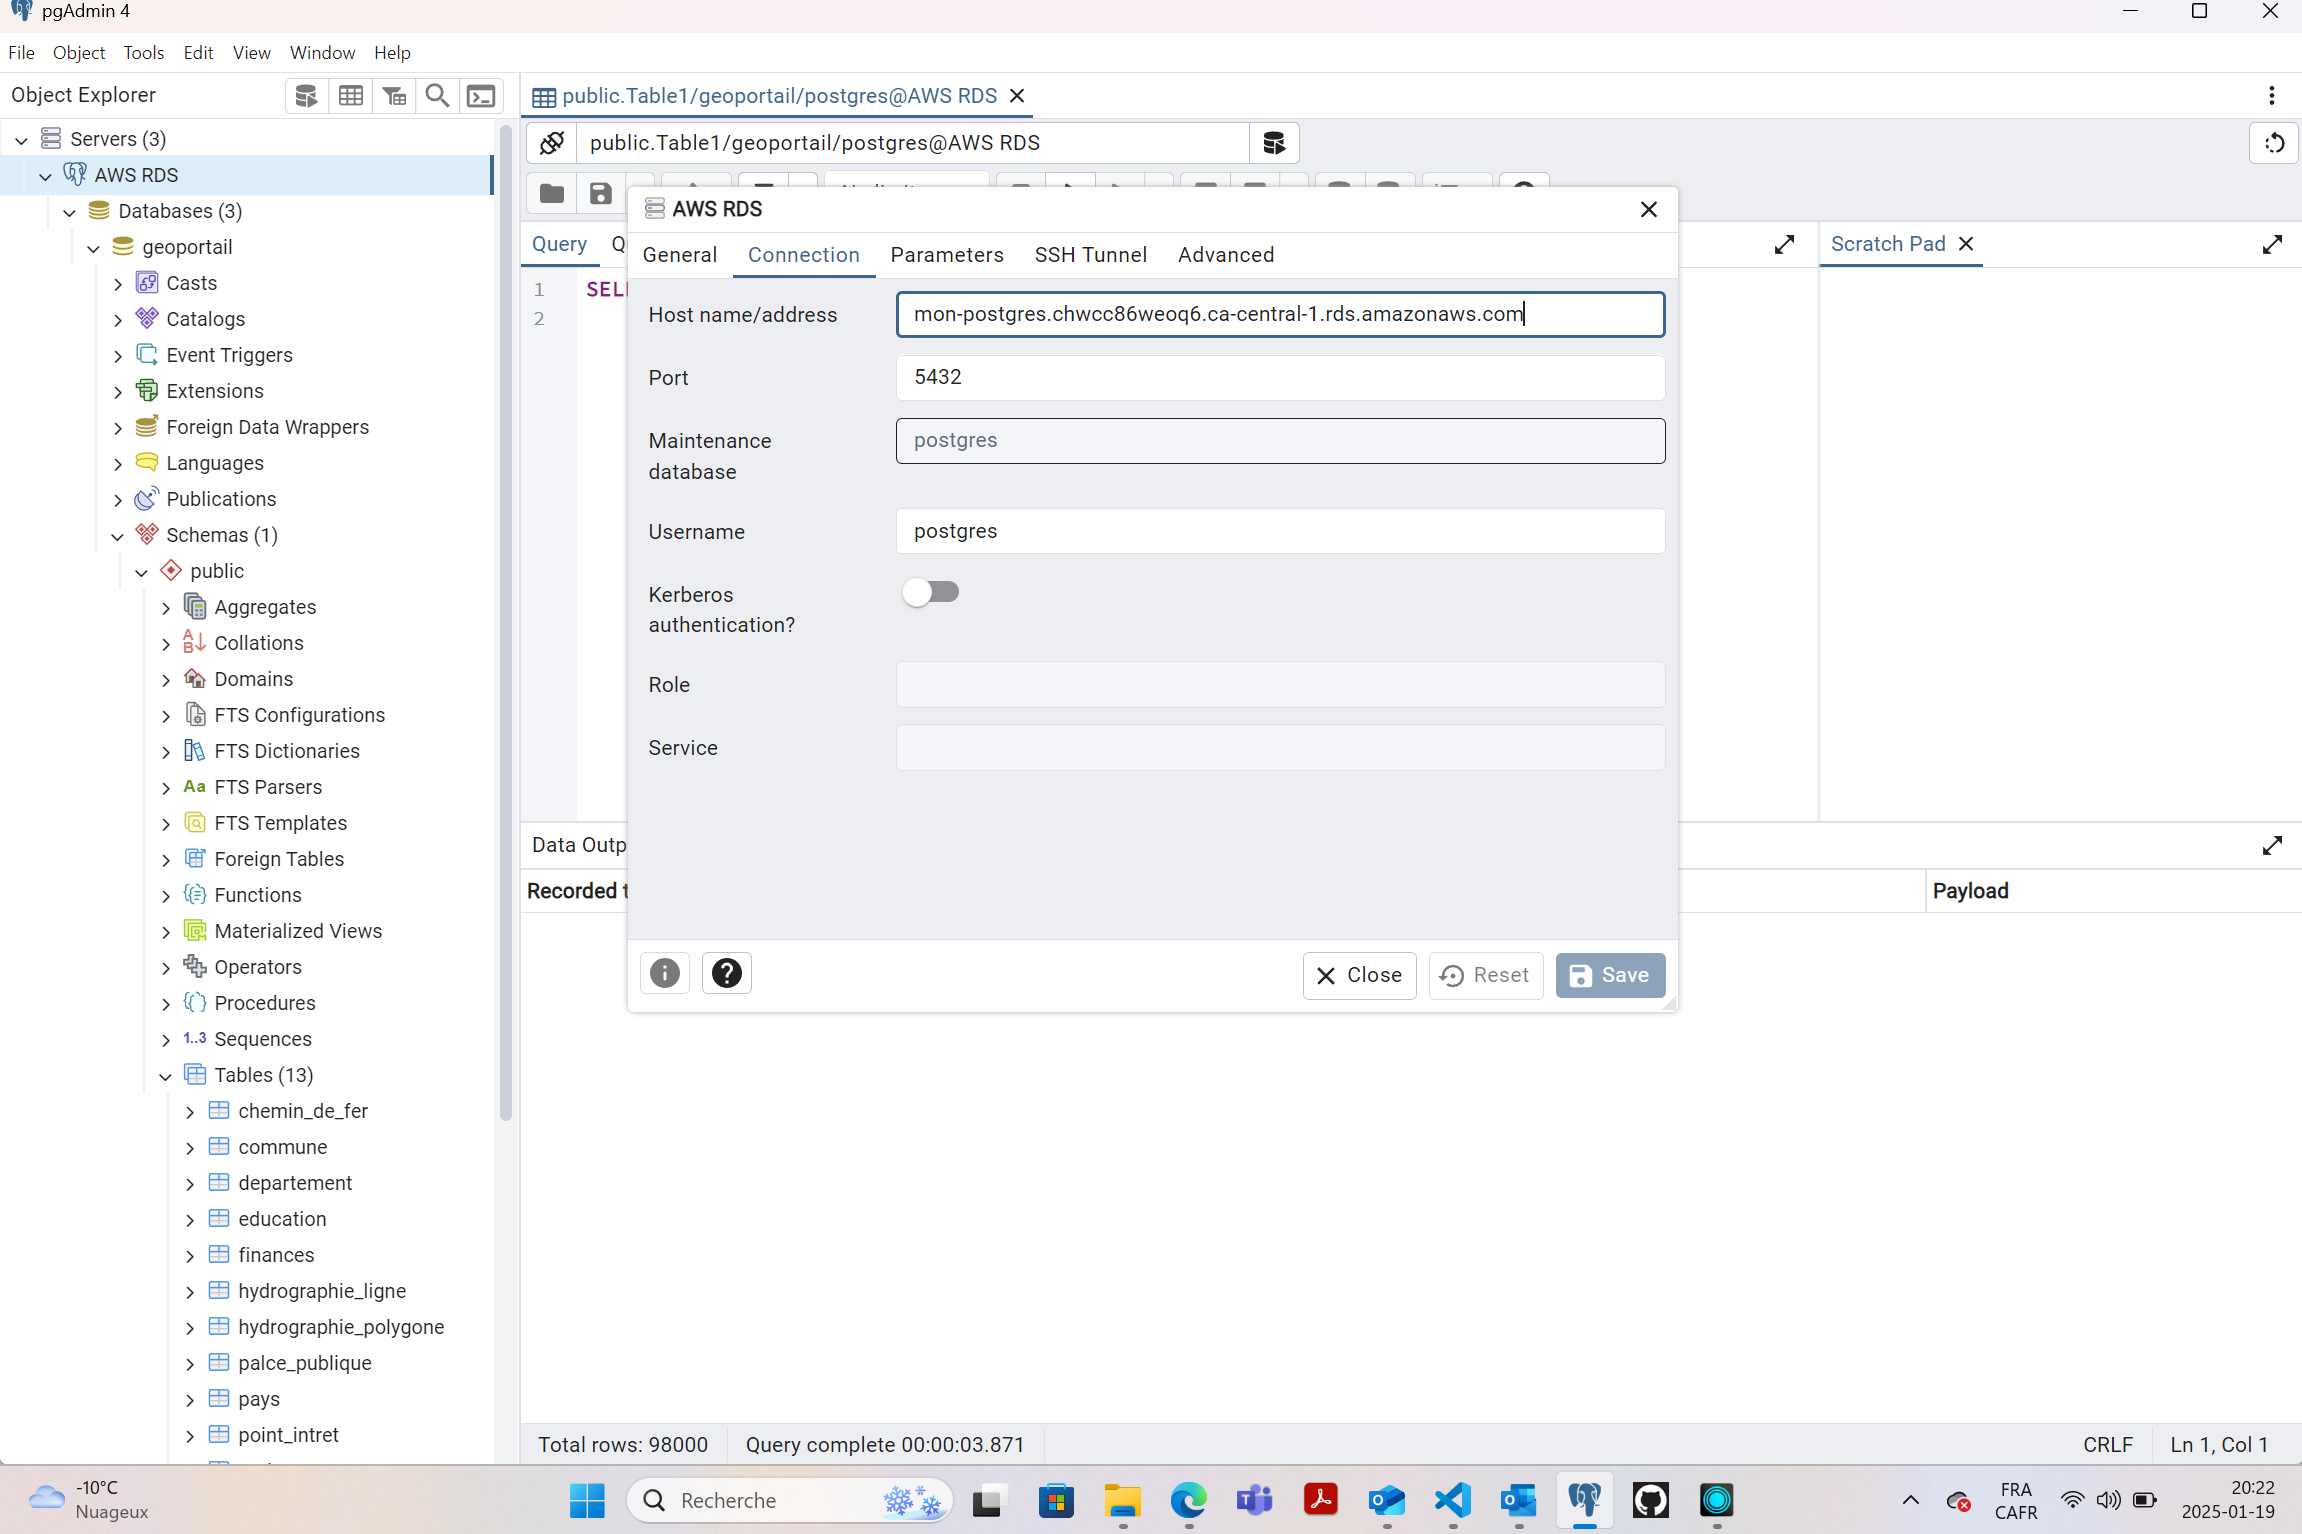 pgAdmin 4
File Object Tools Edit View Window Help
Object Explorer
public.Table1/geoportail/postgres@AWS RDS
public.Table1/geoportail/postgres@AWS RDS
Servers (3)
AWS RDS
Databases (3)
geoportail
Casts
Catalogs
Event Triggers
Extensions
Foreign Data Wrappers
Languages
Publications
Schemas (1)
public
Aggregates
Collations
Domains
FTS Configurations
FTS Dictionaries
Aa FTS Parsers
FTS Templates
Foreign Tables
Functions
Materialized Views
Operators
Procedures
1..3 Sequences
Tables (13)
chemin_de_fer
commune
departement
education
finances
hydrographie_ligne
hydrographie_polygone
palce_publique
pays
point_intret
Query
Scratch Pad
1 SEL
2
AWS RDS
General Connection Parameters SSH Tunnel Advanced
Host name/address mon-postgres.chwcc86weoq6.ca-central-1.rds.amazonaws.com
Port 5432
Maintenance
database
postgres
Username postgres
Kerberos
authentication?
Role
Service
Close Reset Save
Data Outp
Recorded t
Payload
Total rows: 98000 Query complete 00:00:03.871 CRLF Ln 1, Col 1
-10°C
Nuageux
Recherche
FRA
CAFR
20:22
2025-01-19